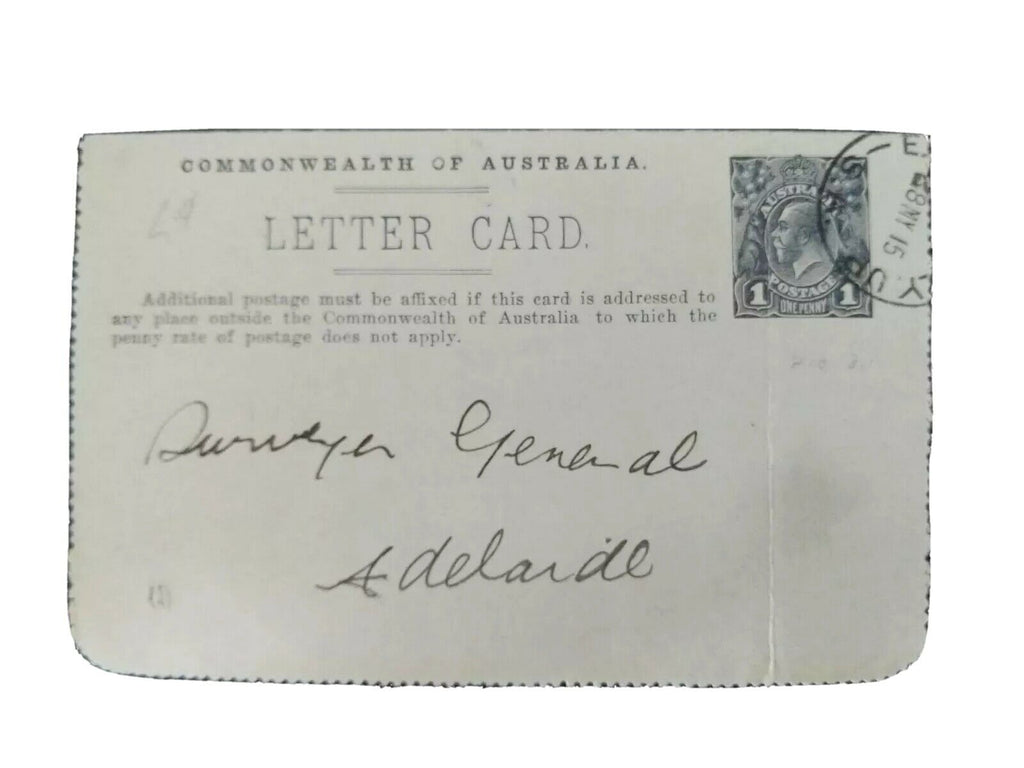 COMMONWEALTH OF AUSTRALIA.
LETTER CARD.
Additional postage must be affixed if this card is addressed to
any place outside the Commonwealth of Australia to which the
penny rate of postage does not apply.
AUSTRALIA
POSTAGE
1 ONE PENNY 1
28 MY 15
Surveyer General
Adelaide